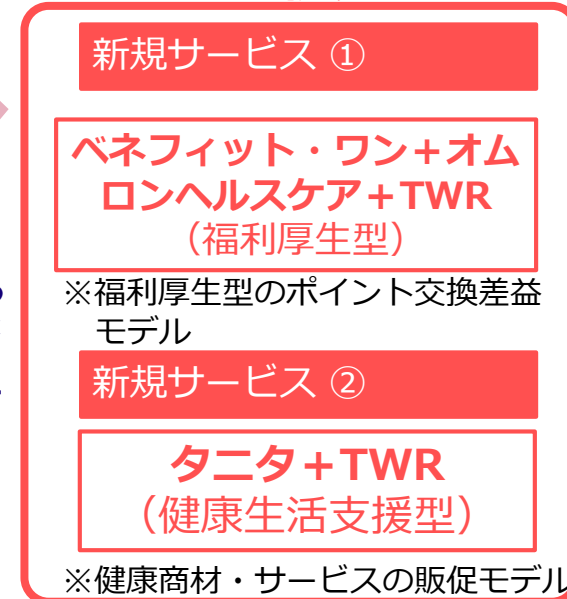 新規サービス ①
ベネフィット・ワン＋オム
ロンヘルスケア＋TWR
（福利厚生型）
※福利厚生型のポイント交換差益
モデル
新規サービス ②
タニタ＋TWR
（健康生活支援型）
※健康商材・サービスの販促モデル